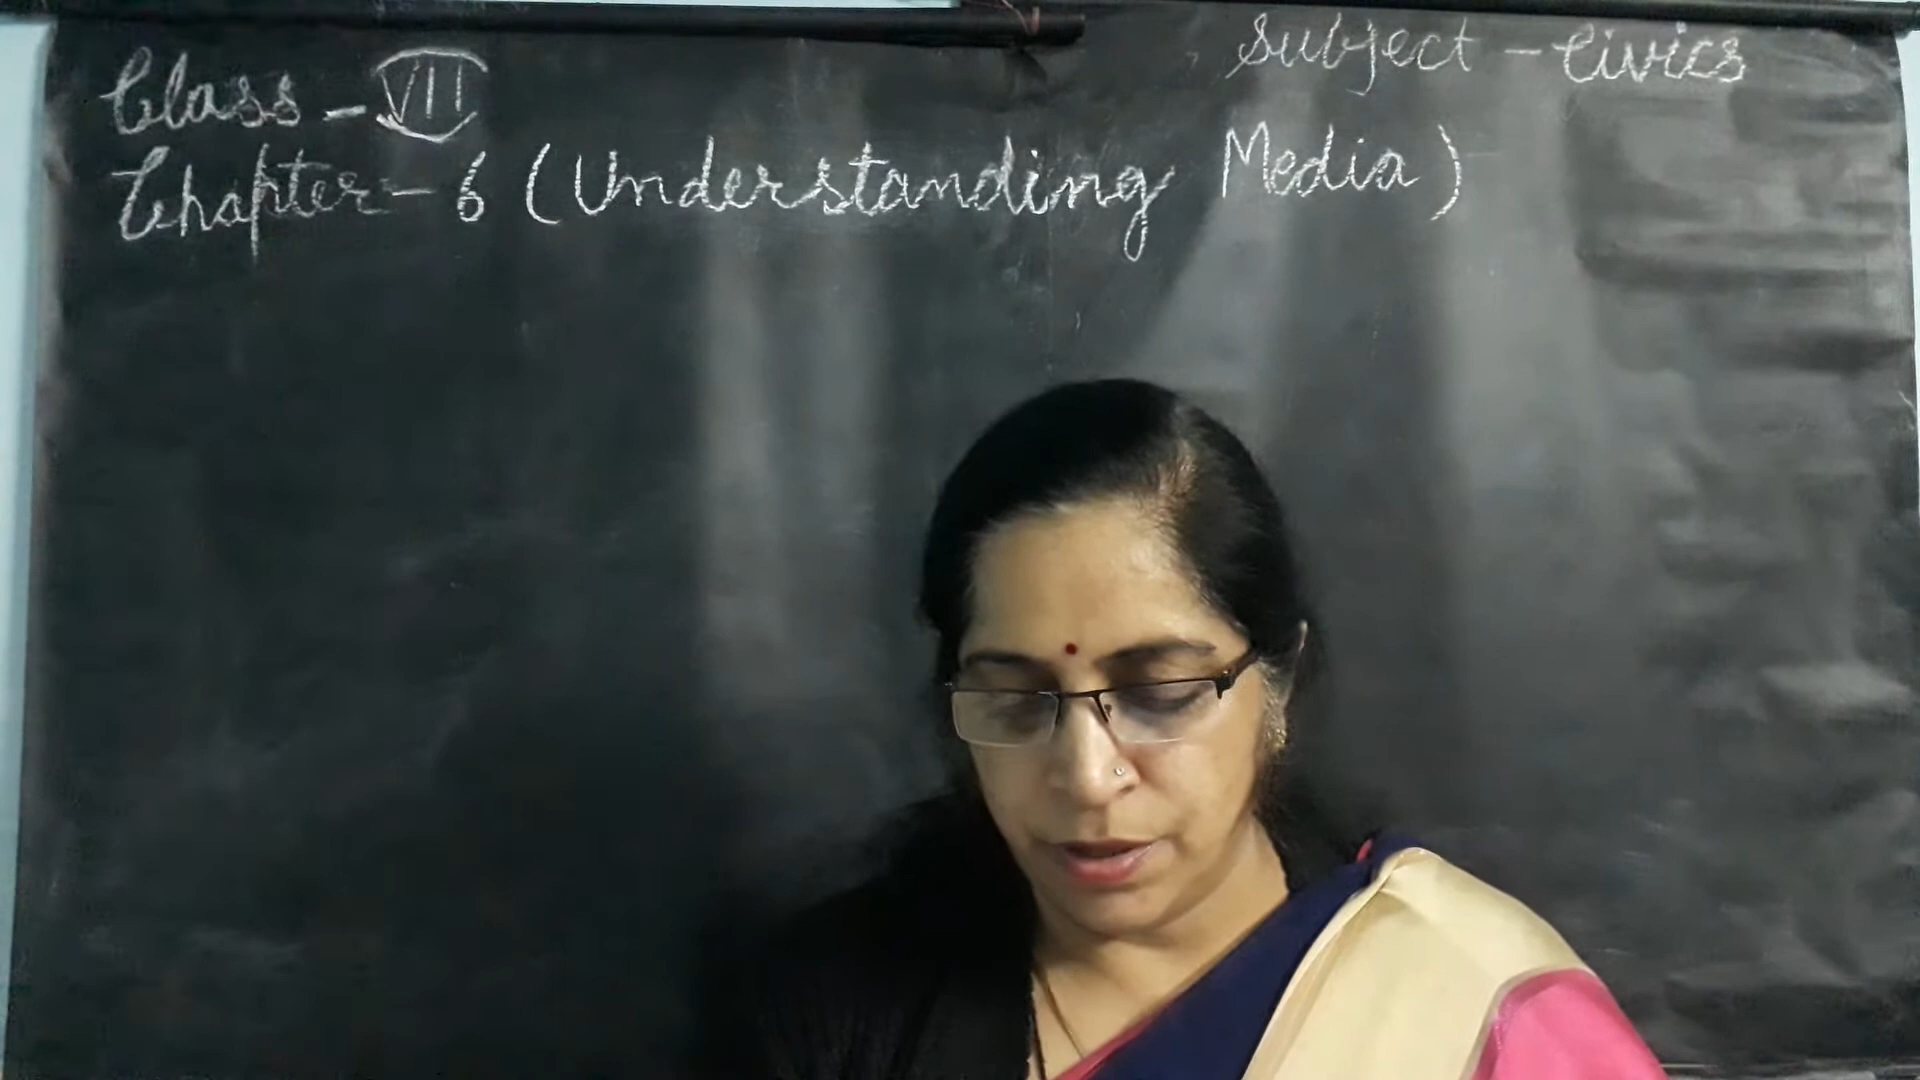 Subject - Civics
Class - VII
Chapter - 6 (Understanding Media)